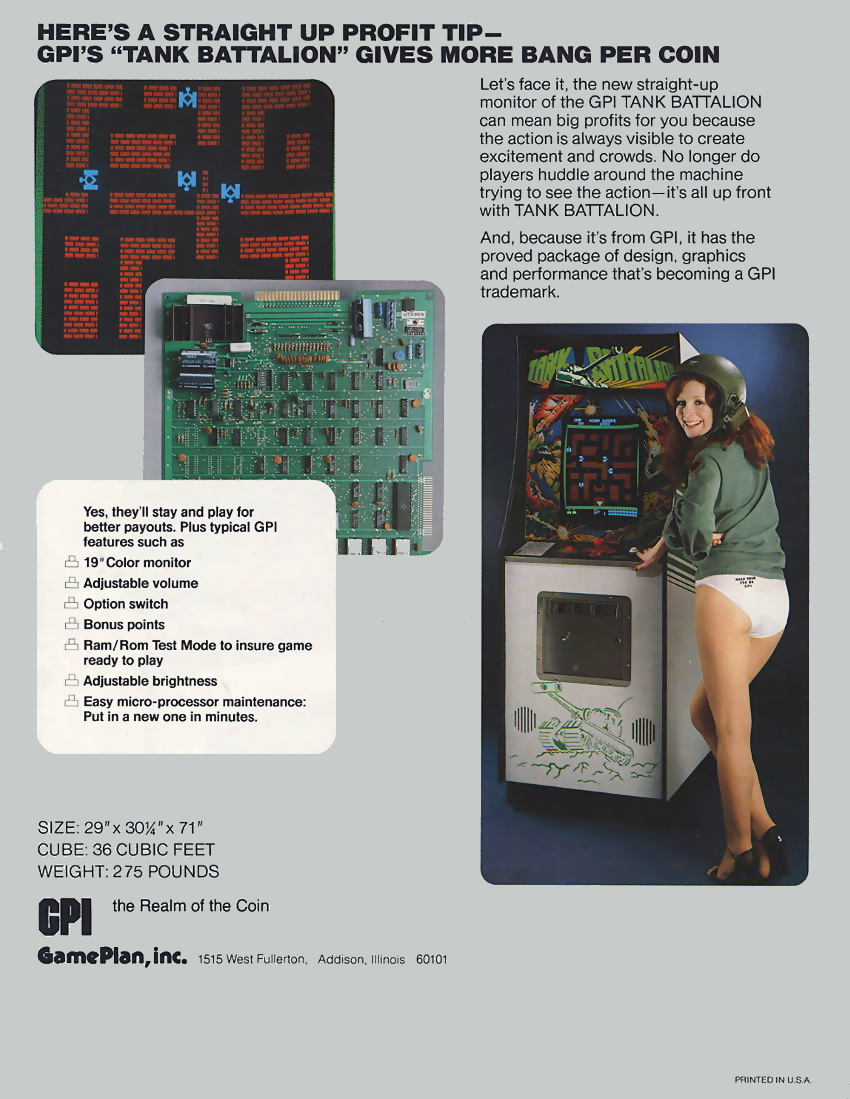 HERE'S A STRAIGHT UP PROFIT TIP—
GPI'S “TANK BATTALION” GIVES MORE BANG PER COIN
Let's face it, the new straight-up
monitor of the GPI TANK BATTALION
can mean big profits for you because
the action is always visible to create
excitement and crowds. No longer do
players huddle around the machine
trying to see the action—it's all up front
with TANK BATTALION.
And, because it's from GPI, it has the
proved package of design, graphics
and performance that's becoming a GPI
trademark.
TANK BATTALION
Yes, they'll stay and play for
better payouts. Plus typical GPI
features such as
19" Color monitor
Adjustable volume
Option switch
Bonus points
Ram/Rom Test Mode to insure game
ready to play
Adjustable brightness
Easy micro-processor maintenance:
Put in a new one in minutes.
SIZE: 29" x 30¼" x 71"
CUBE: 36 CUBIC FEET
WEIGHT: 275 POUNDS
GPI the Realm of the Coin
GamePlan, inc. 1515 West Fullerton, Addison, Illinois 60101
PRINTED IN U.S.A.